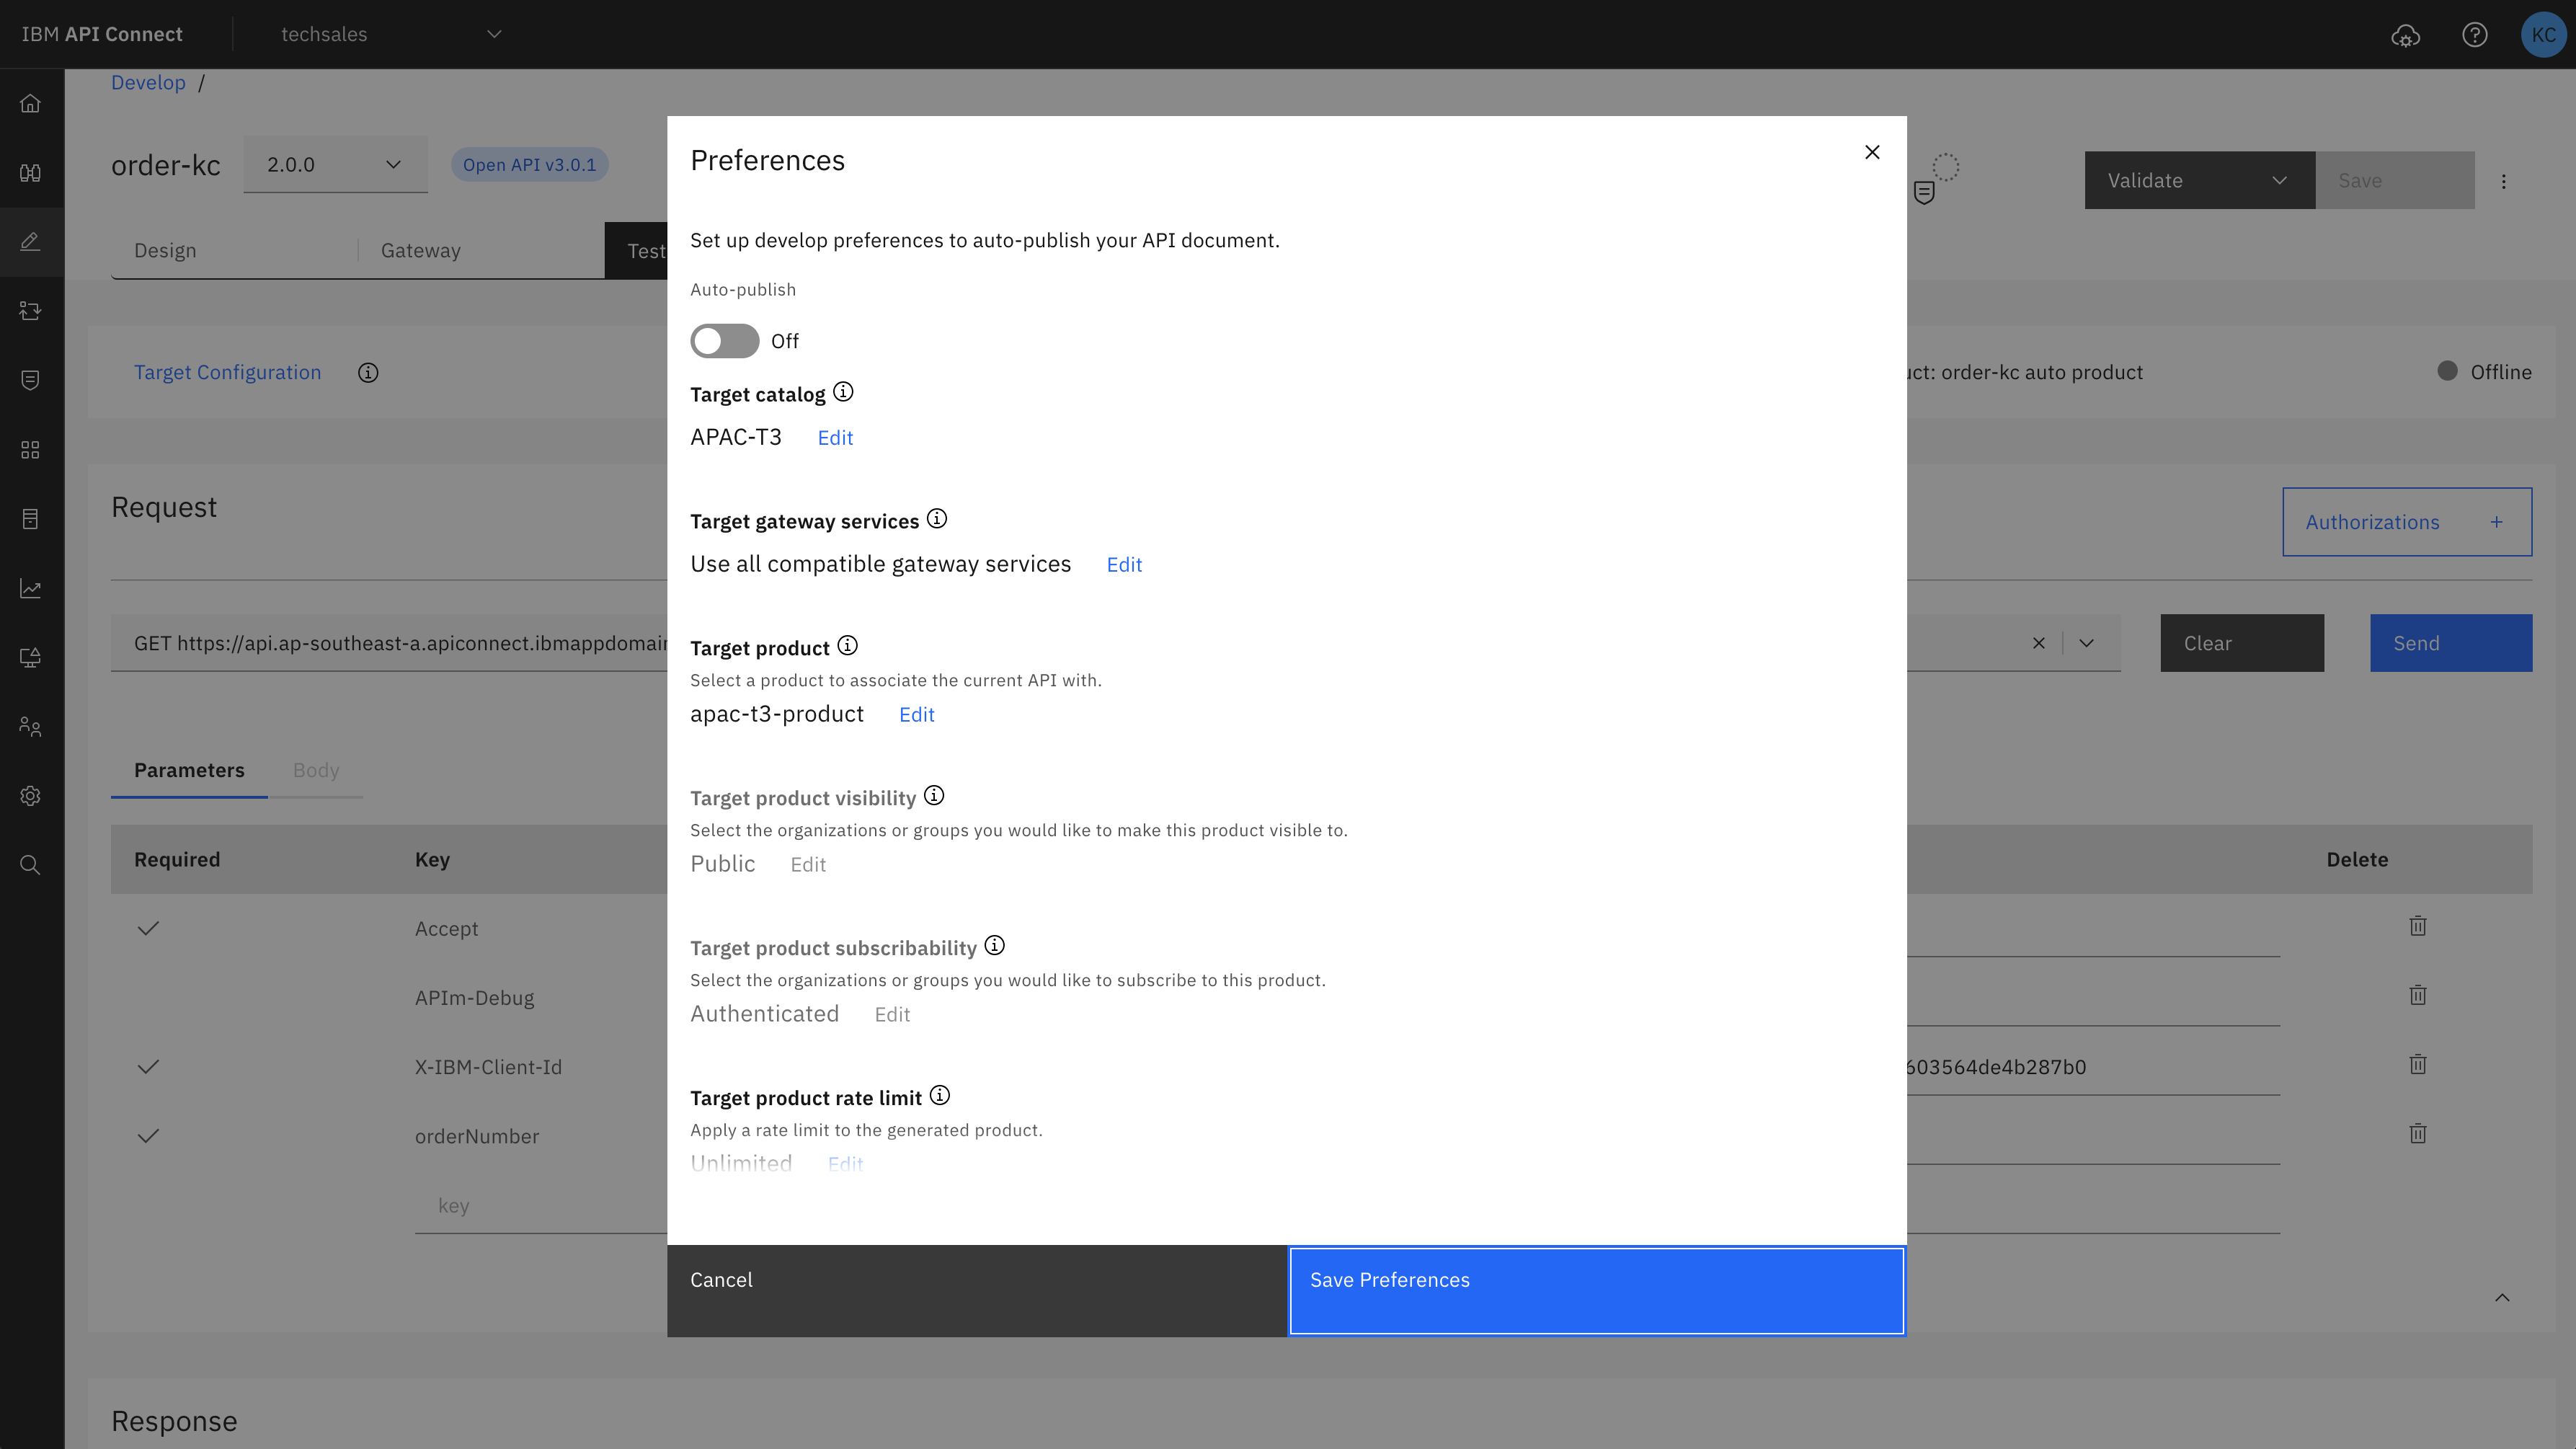 IBM API Connect
techsales
KC
Develop /
order-kc
2.0.0
Open API v3.0.1
Validate
Save
Design
Gateway
Test
Target Configuration
order-kc auto product
Offline
Request
Authorizations +
GET https://api.ap-southeast-a.apiconnect.ibmappdomain
Clear
Send
Parameters
Body
Required
Key
Delete
Accept
APIm-Debug
X-IBM-Client-Id
603564de4b287b0
orderNumber
key
Response
Preferences
Set up develop preferences to auto-publish your API document.
Auto-publish
Off
Target catalog
APAC-T3 Edit
Target gateway services
Use all compatible gateway services Edit
Target product
Select a product to associate the current API with.
apac-t3-product Edit
Target product visibility
Select the organizations or groups you would like to make this product visible to.
Public Edit
Target product subscribability
Select the organizations or groups you would like to subscribe to this product.
Authenticated Edit
Target product rate limit
Apply a rate limit to the generated product.
Unlimited Edit
Cancel
Save Preferences